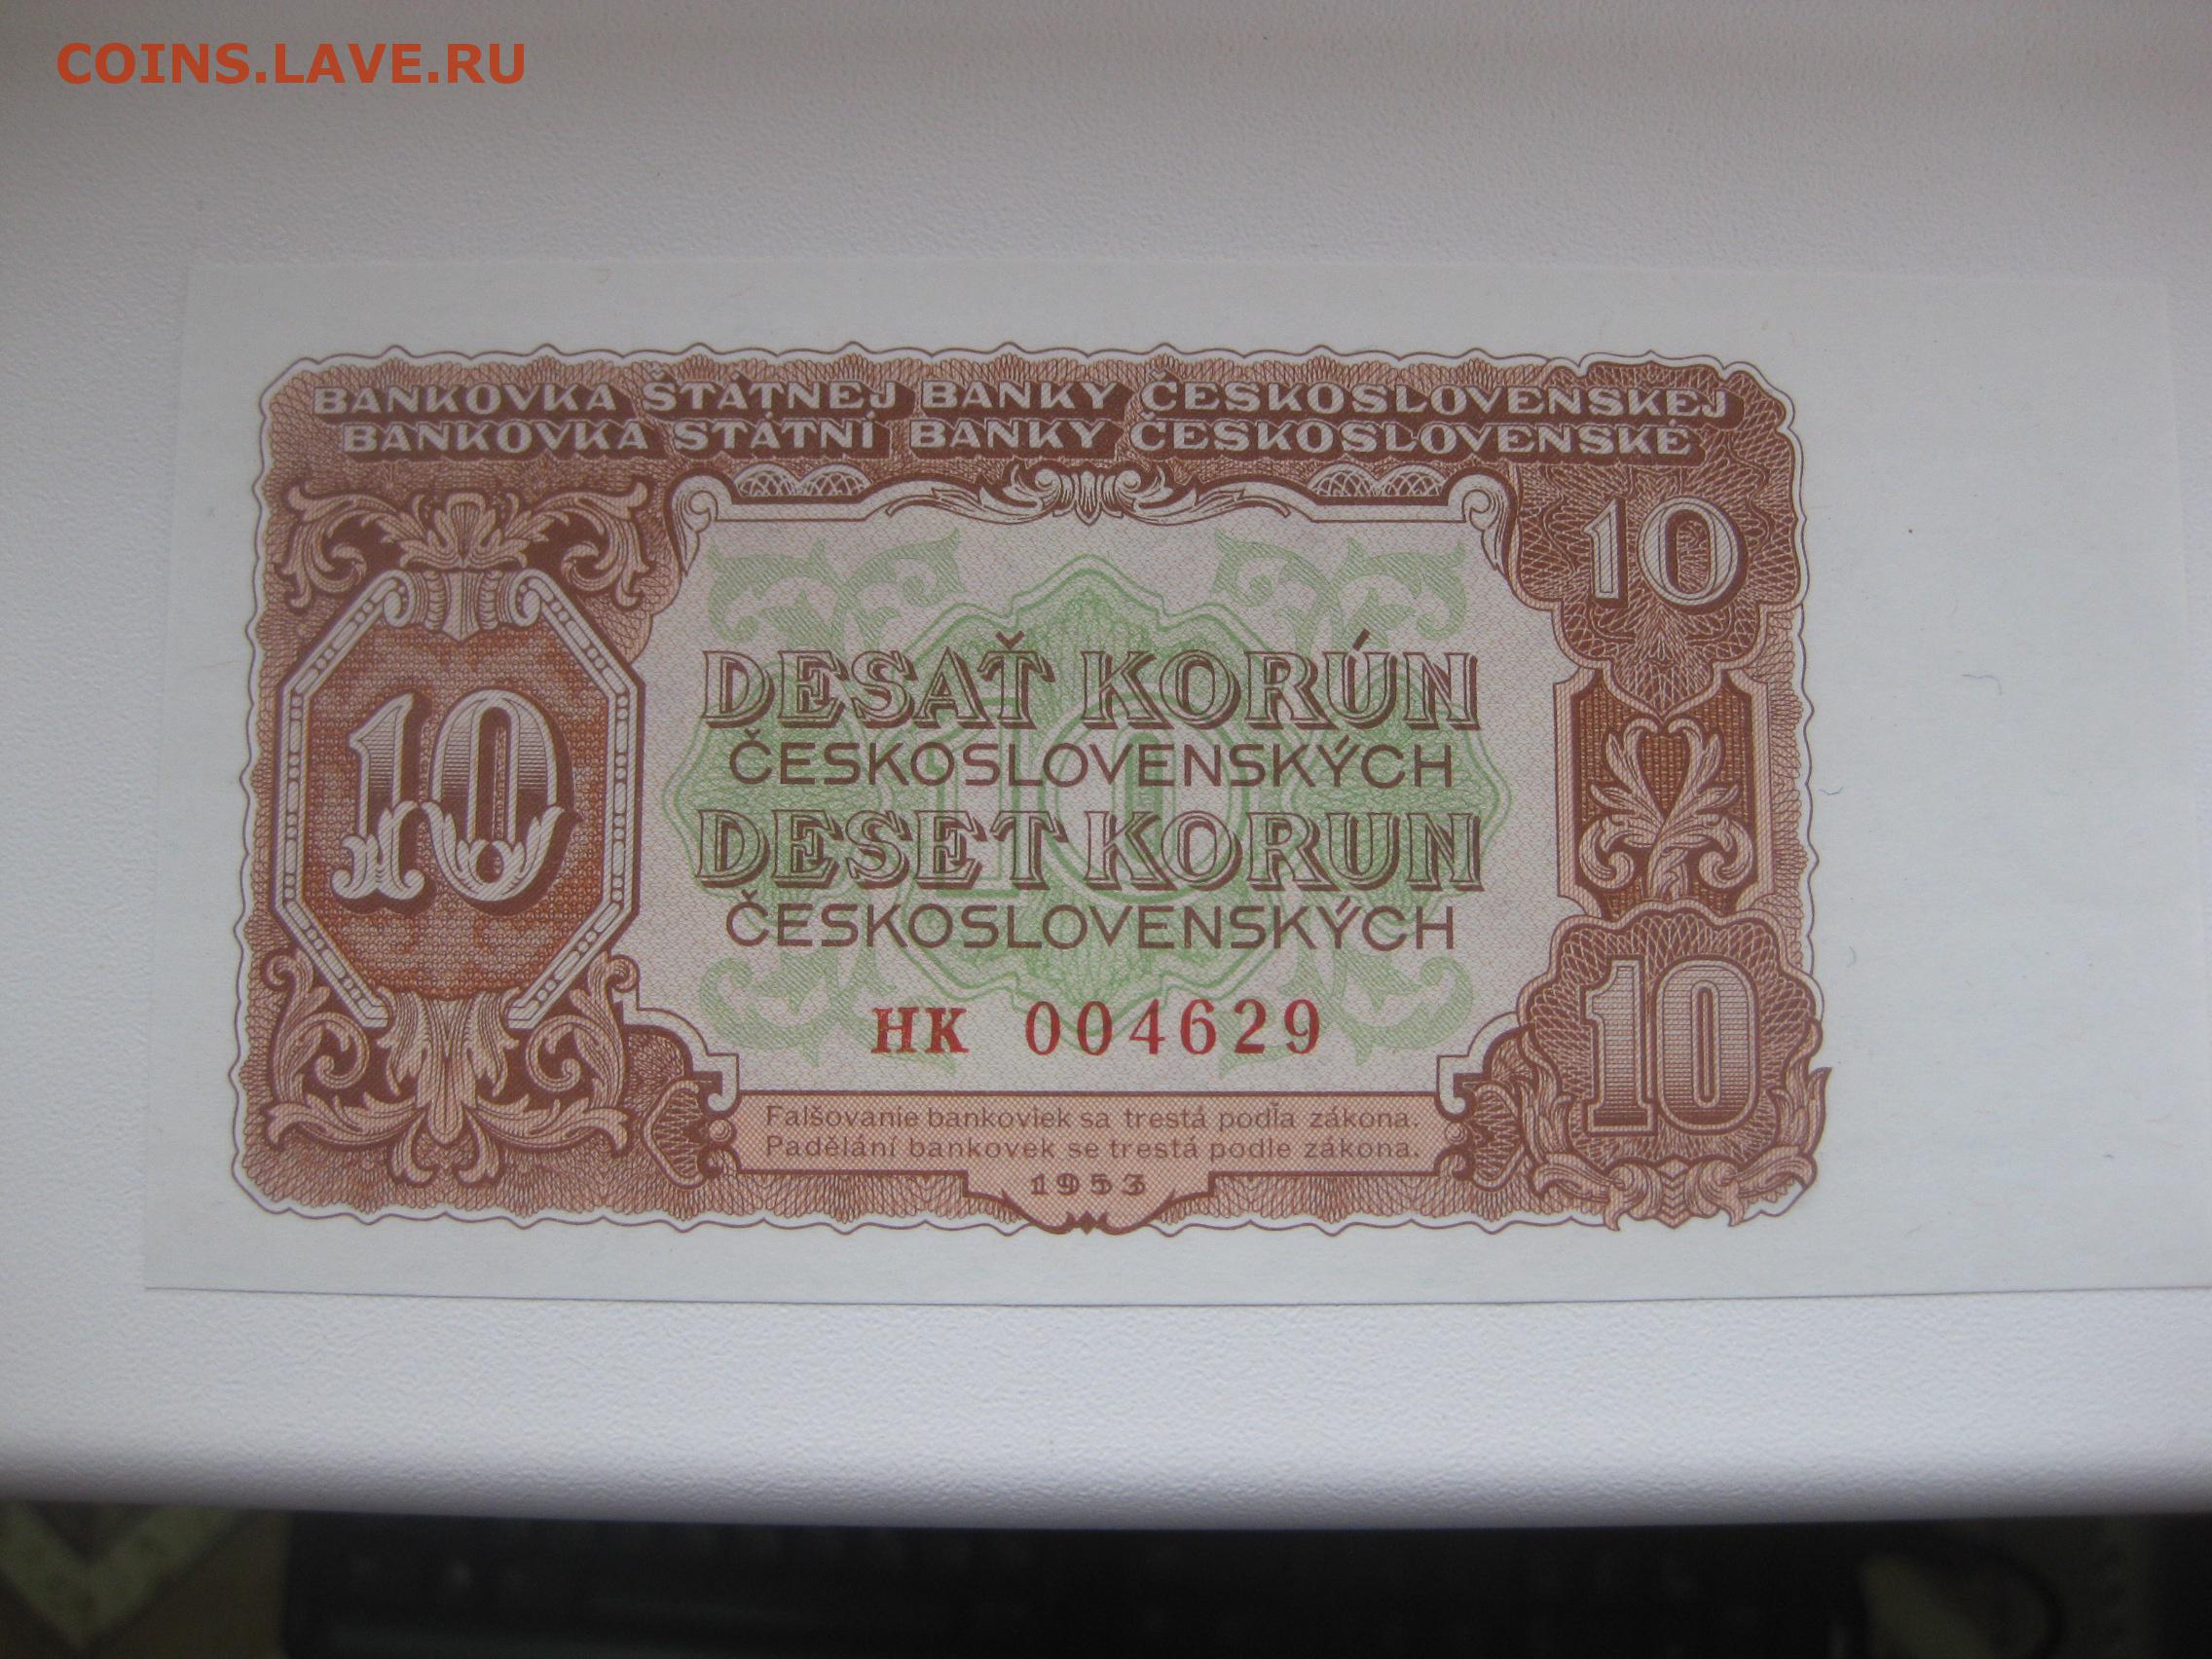 COINS.LAVE.RU
BANKOVKA ŠTÁTNEJ BANKY ČESKOSLOVENSKEJ
BANKOVKA STÁTNÍ BANKY ČESKOSLOVENSKÉ
10
10
DESAŤ KORÚN
ČESKOSLOVENSKÝCH
10
DESET KORUN
ČESKOSLOVENSKÝCH
10
HK 004629
Falšovanie bankoviek sa trestá podľa zákona.
Padělání bankovek se trestá podle zákona.
1953